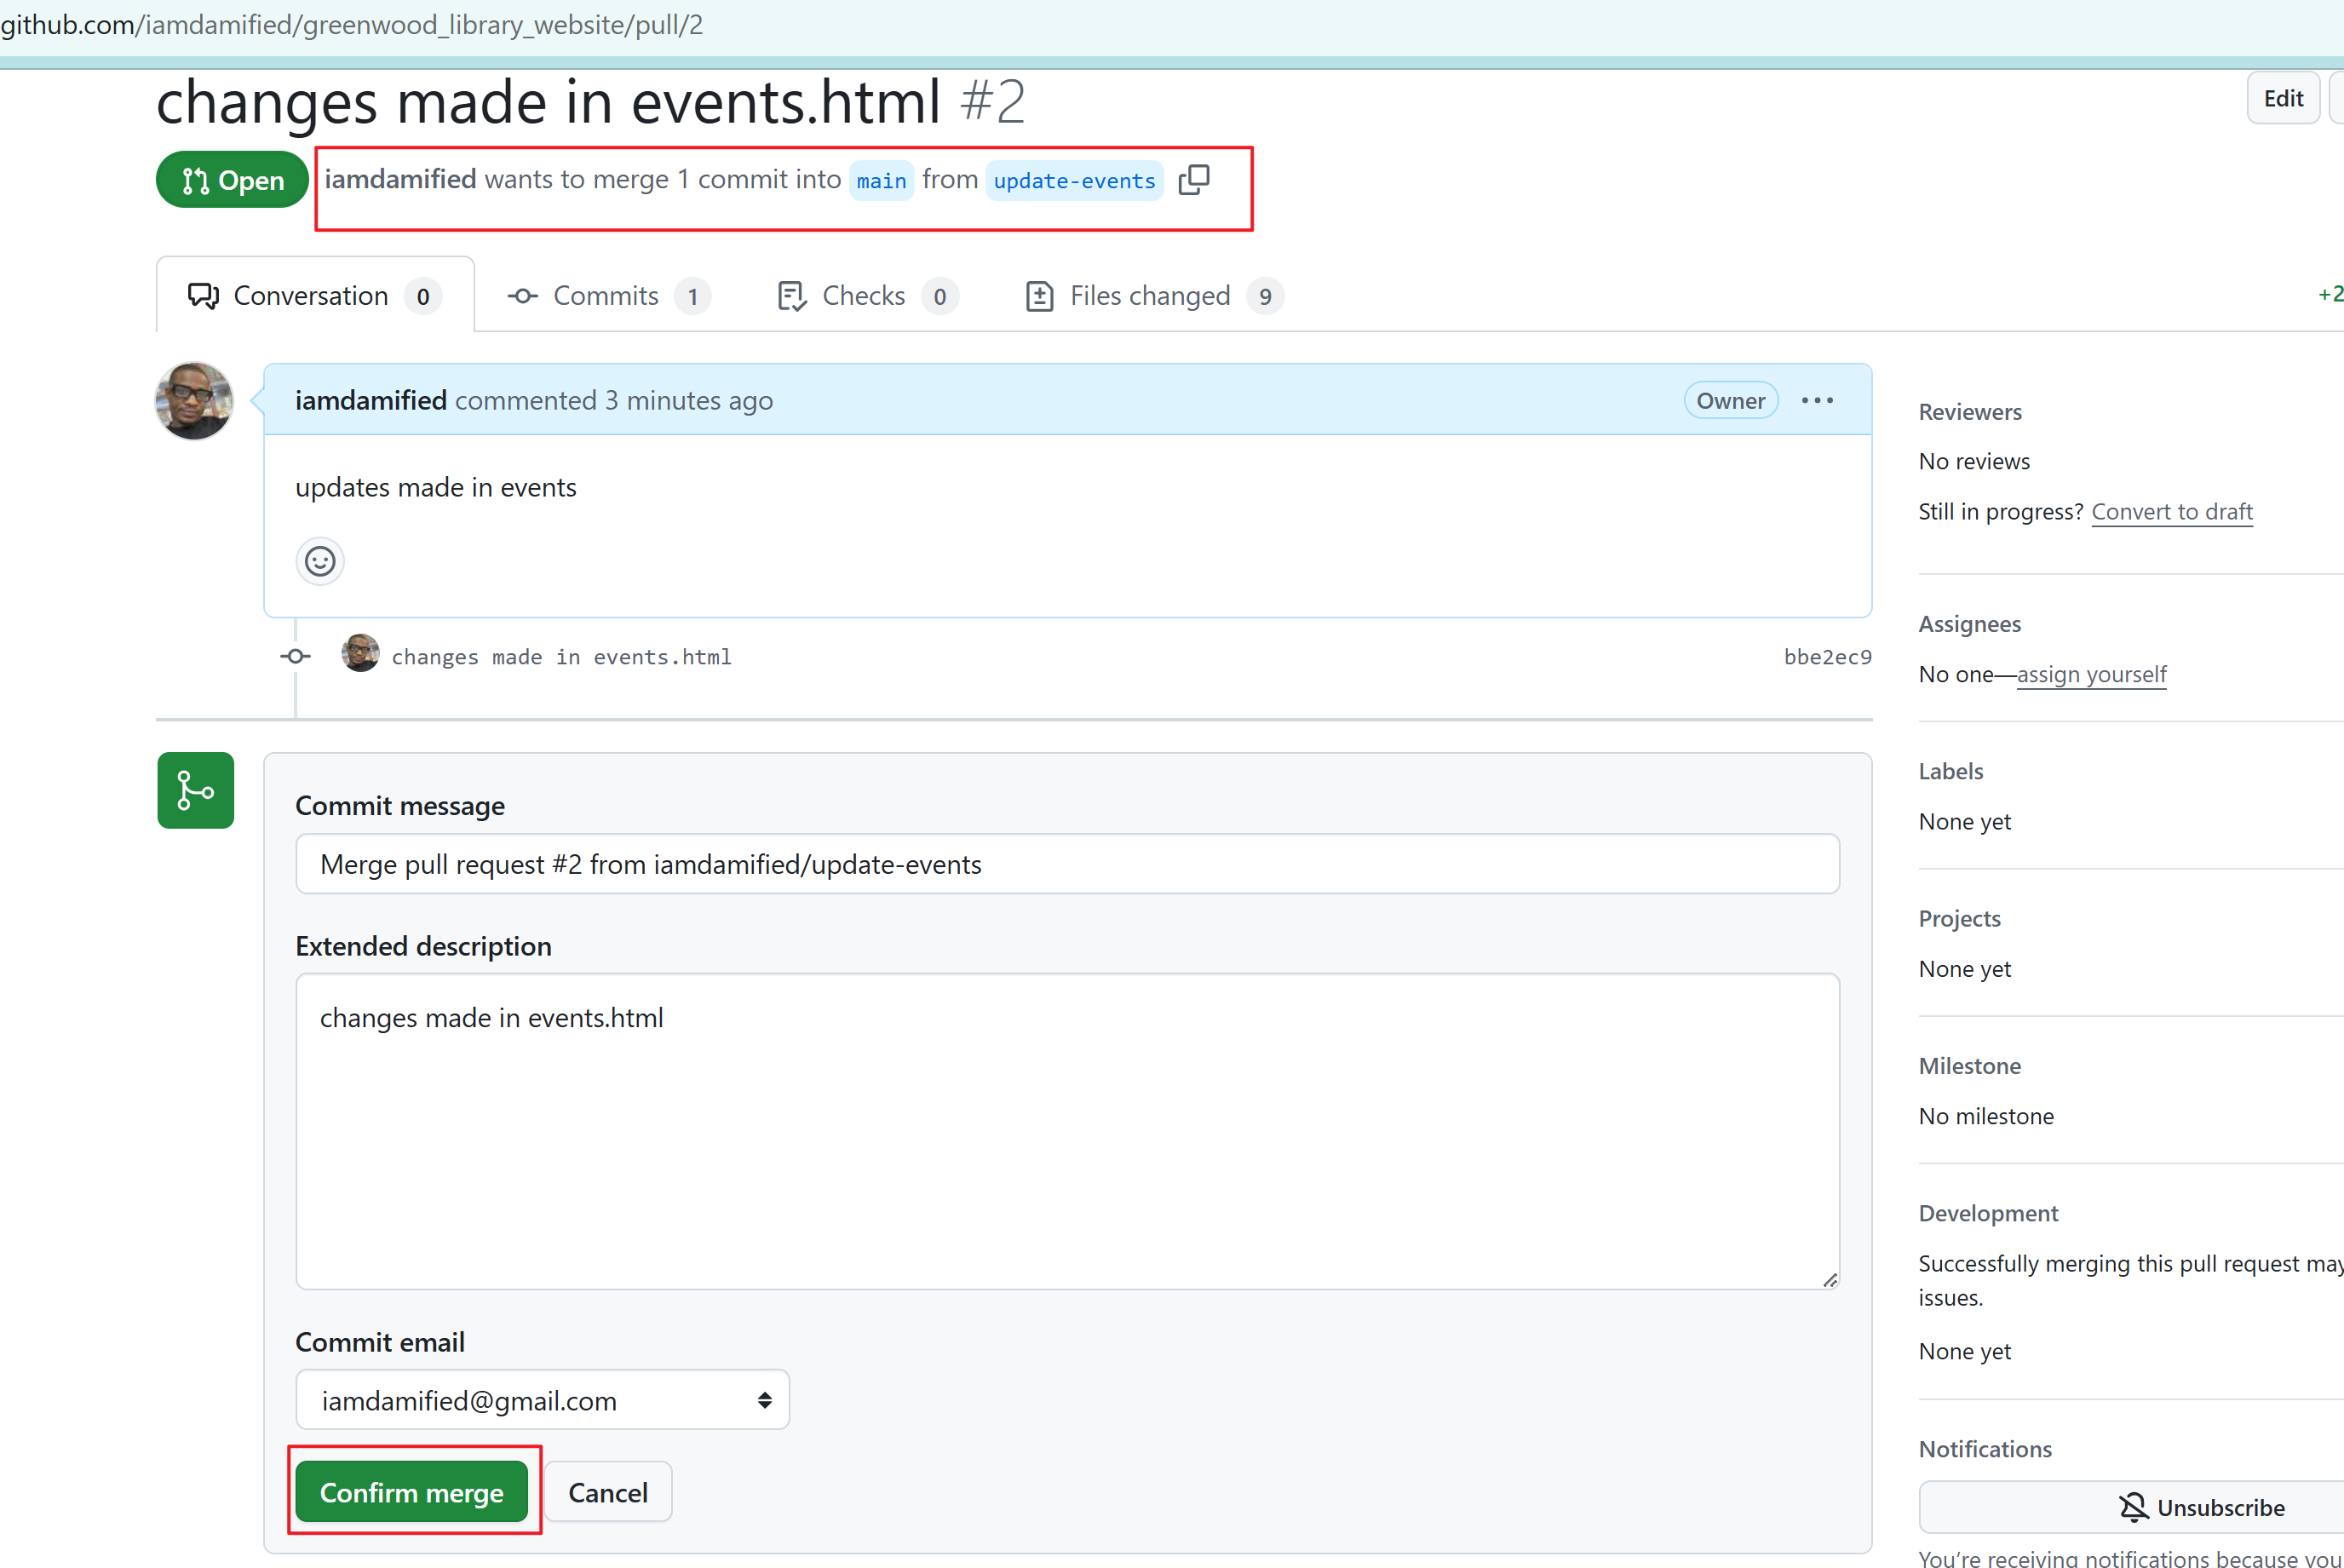 github.com/iamdamified/greenwood_library_website/pull/2
changes made in events.html #2
Edit
Open
iamdamified wants to merge 1 commit into main from update-events
Conversation 0
Commits 1
Checks 0
Files changed 9
+2
iamdamified commented 3 minutes ago
Owner
updates made in events
changes made in events.html
bbe2ec9
Commit message
Merge pull request #2 from iamdamified/update-events
Extended description
changes made in events.html
Commit email
iamdamified@gmail.com
Confirm merge
Cancel
Reviewers
No reviews
Still in progress? Convert to draft
Assignees
No one—assign yourself
Labels
None yet
Projects
None yet
Milestone
No milestone
Development
Successfully merging this pull request may
issues.
None yet
Notifications
Unsubscribe
You’re receiving notifications because you